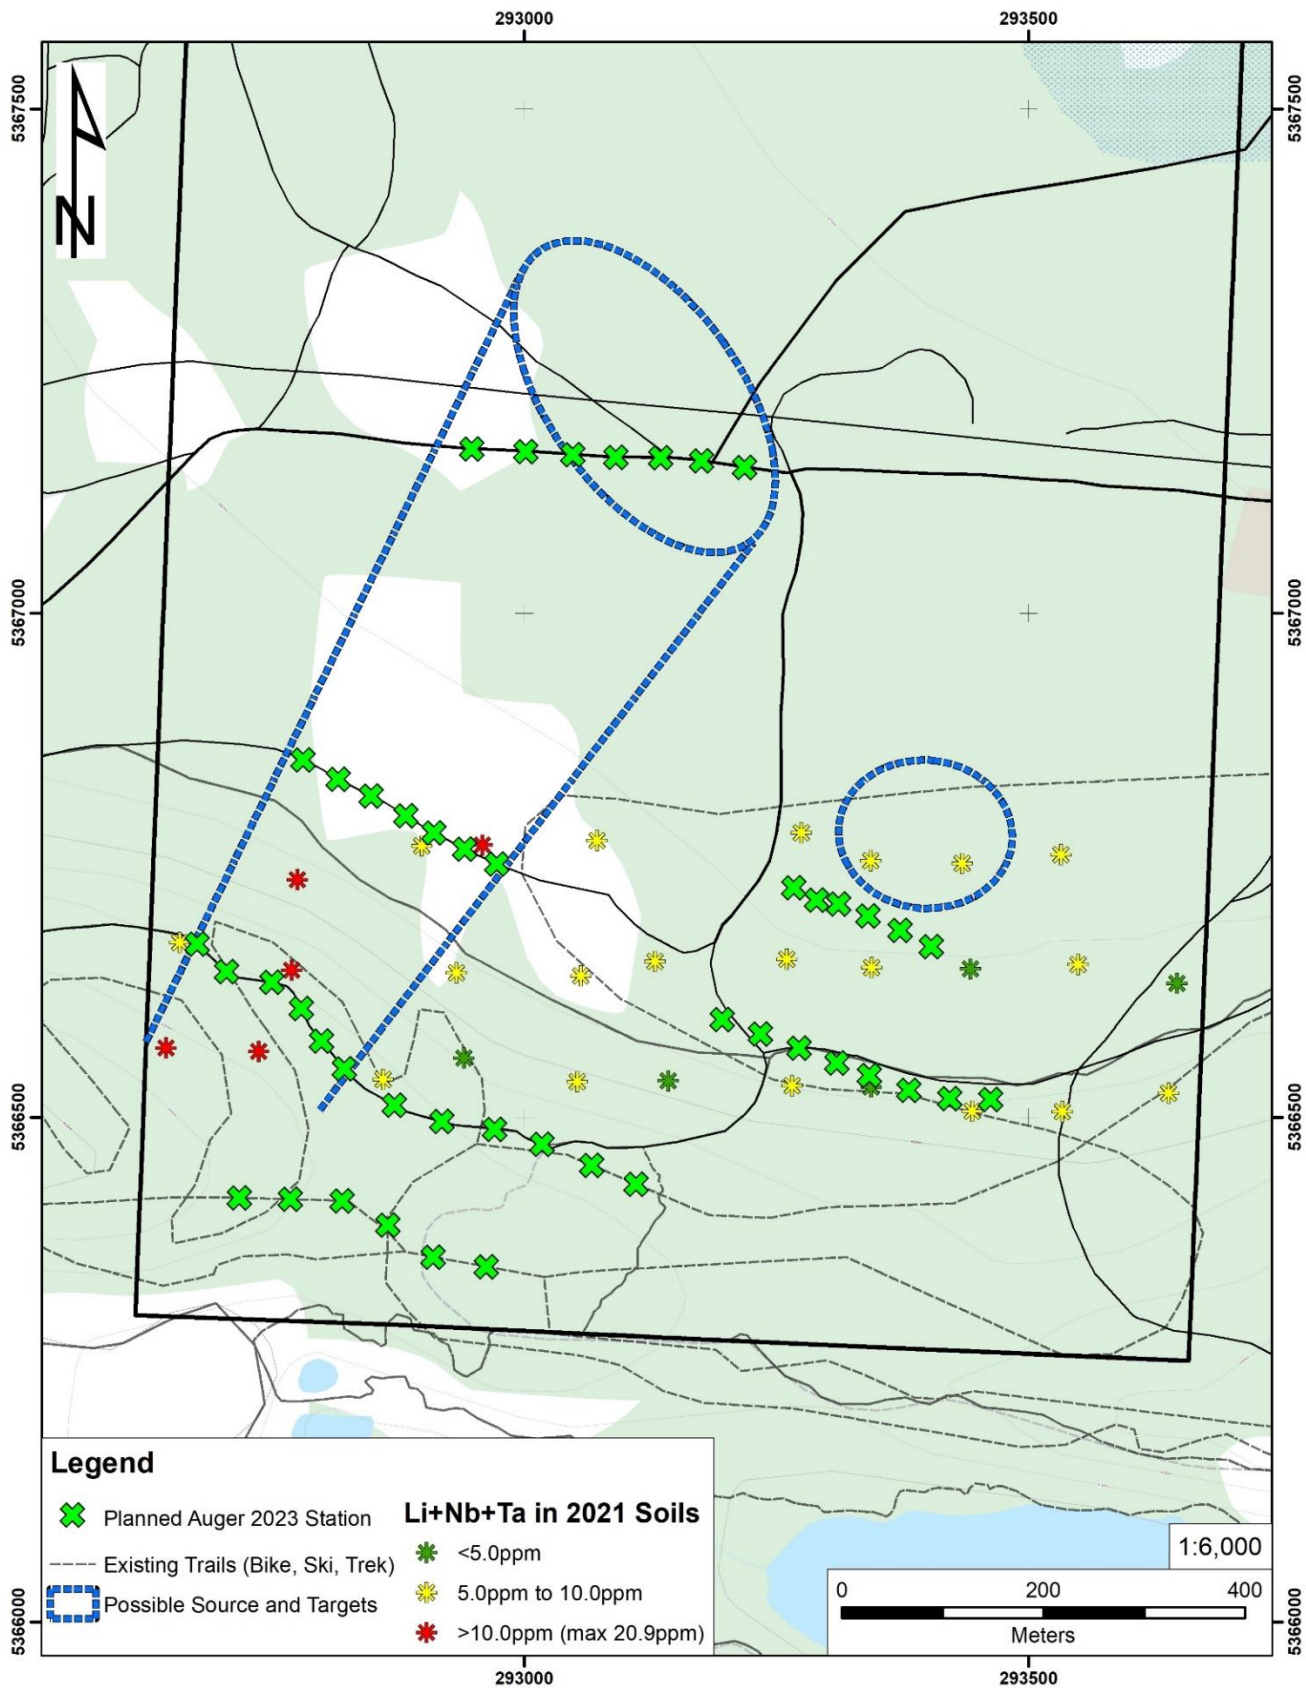 293000
293500
5367500
5367500
N
5367000
5367000
5366500
5366500
Legend
Planned Auger 2023 Station
Existing Trails (Bike, Ski, Trek)
Possible Source and Targets
Li+Nb+Ta in 2021 Soils
<5.0ppm
5.0ppm to 10.0ppm
>10.0ppm (max 20.9ppm)
1:6,000
0 200 400
Meters
5366000
5366000
293000
293500